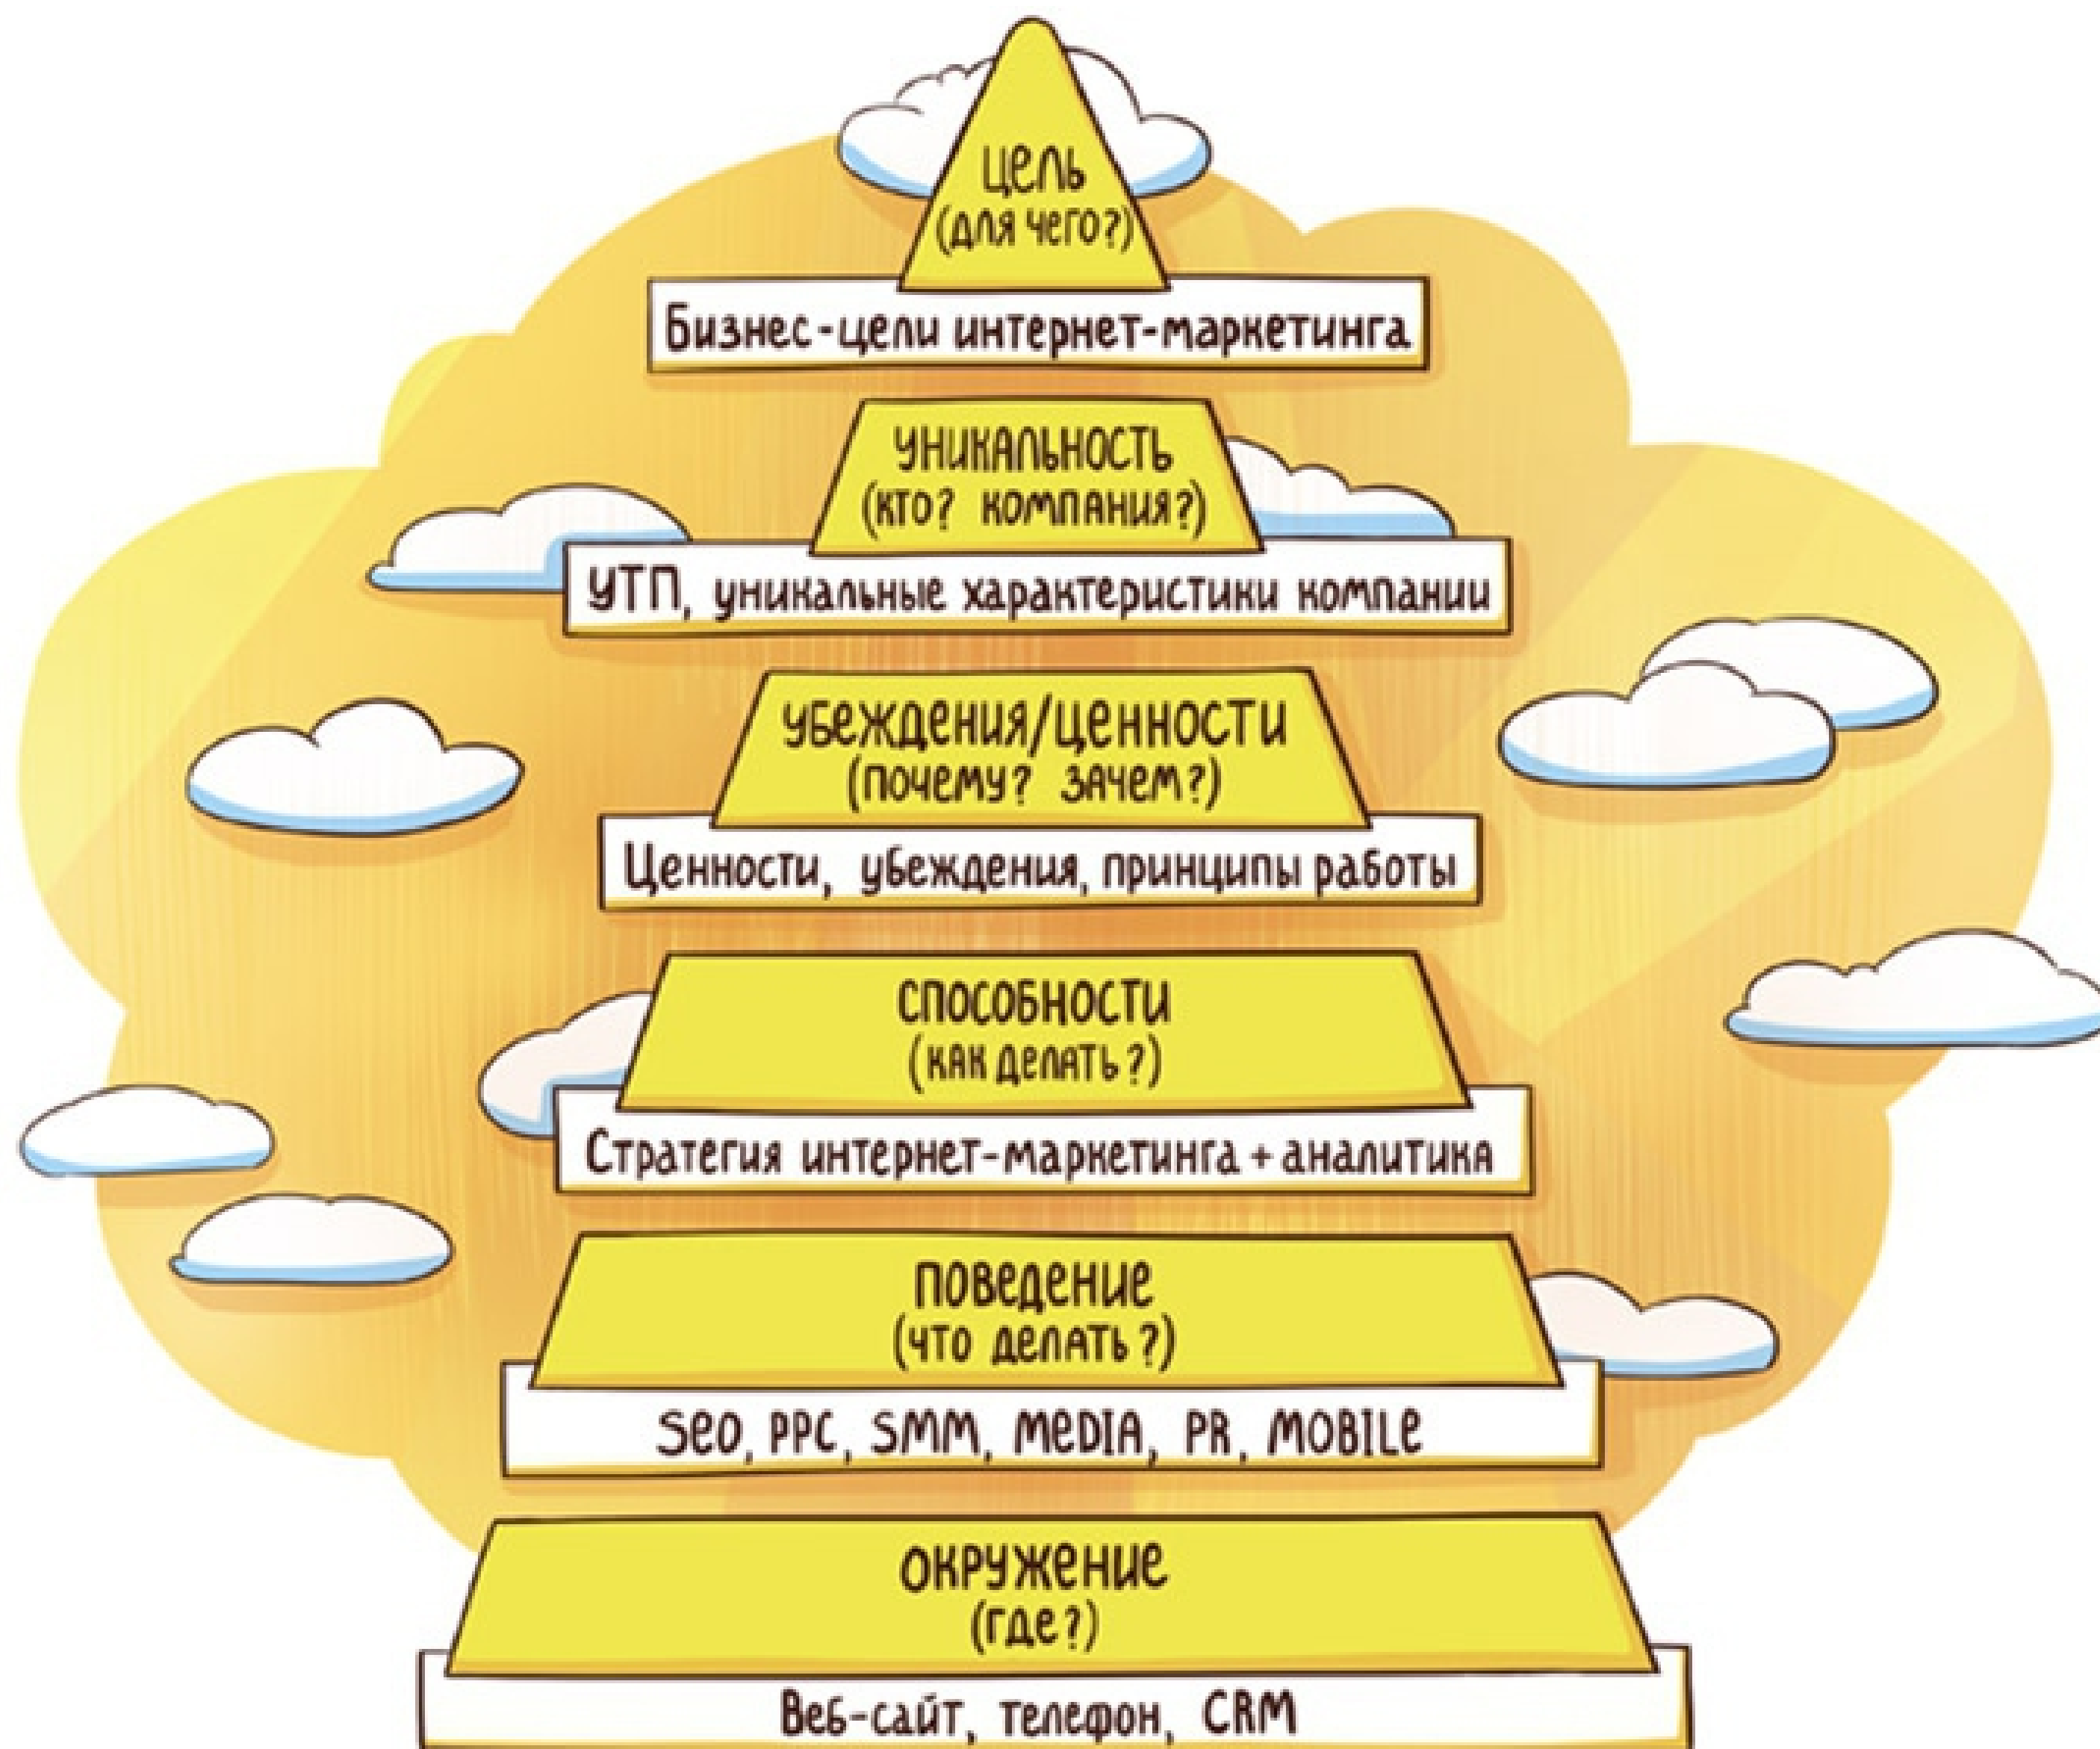 ЦЕЛЬ
(ДЛЯ ЧЕГО?)
Бизнес-цели интернет-маркетинга
УНИКАЛЬНОСТЬ
(КТО? КОМПАНИЯ?)
УТП, уникальные характеристики компании
УБЕЖДЕНИЯ/ЦЕННОСТИ
(ПОЧЕМУ? ЗАЧЕМ?)
Ценности, убеждения, принципы работы
СПОСОБНОСТИ
(КАК ДЕЛАТЬ?)
Стратегия интернет-маркетинга + аналитика
ПОВЕДЕНИЕ
(ЧТО ДЕЛАТЬ?)
SEO, PPC, SMM, MEDIA, PR, MOBILE
ОКРУЖЕНИЕ
(ГДЕ?)
Веб-сайт, телефон, CRM